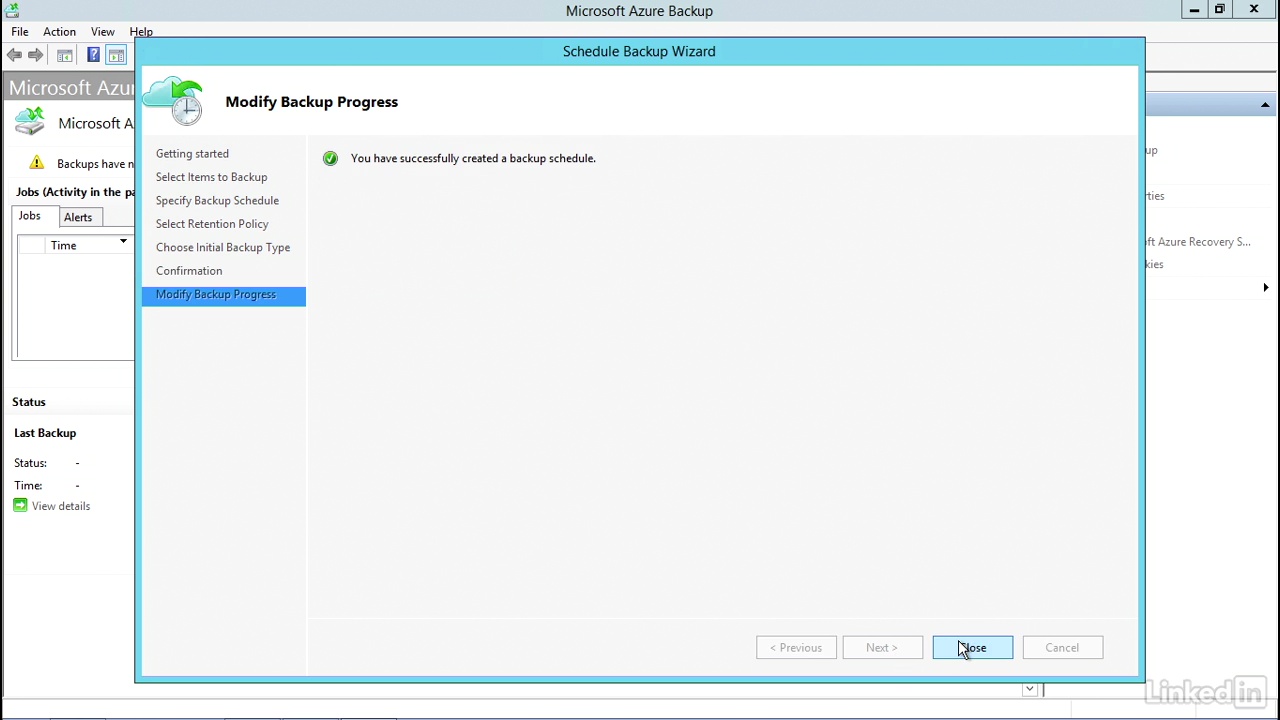 Microsoft Azure Backup
File Action View Help
Schedule Backup Wizard
Microsoft Azu
Microsoft A
Backups have n
Jobs (Activity in the pa
Jobs Alerts
Time
Status
Last Backup
Status: -
Time: -
View details
Modify Backup Progress
Getting started
Select Items to Backup
Specify Backup Schedule
Select Retention Policy
Choose Initial Backup Type
Confirmation
Modify Backup Progress
You have successfully created a backup schedule.
< Previous Next > Close Cancel
up
rties
ft Azure Recovery S...
kies
Linked in